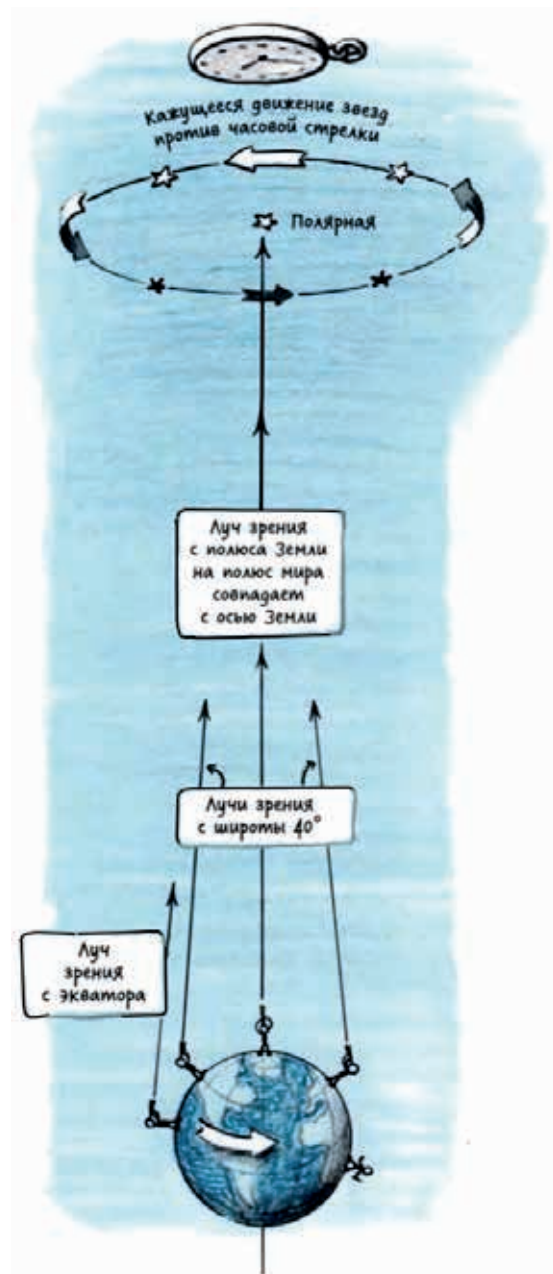 Кажущееся движение звезд
против часовой стрелки
Полярная
Луч зрения
с полюса Земли
на полюс мира
совпадает
с осью Земли
Лучи зрения
с широты 40°
Луч
зрения
с экватора